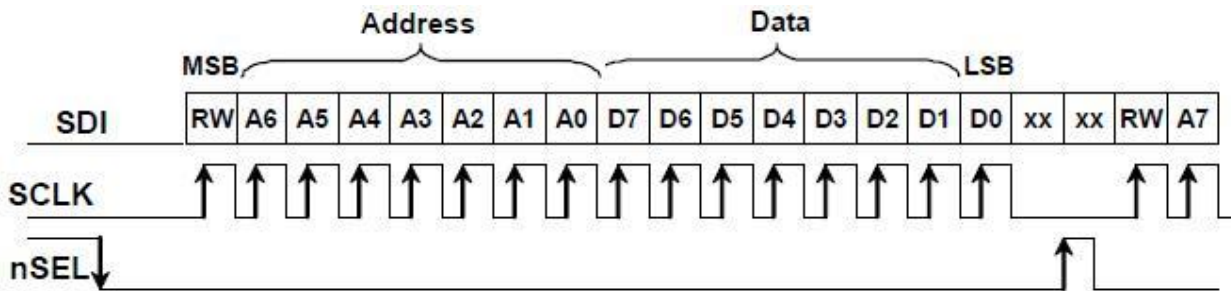 Address Data
MSB LSB
SDI RW A6 A5 A4 A3 A2 A1 A0 D7 D6 D5 D4 D3 D2 D1 D0 xx xx RW A7
SCLK
nSEL